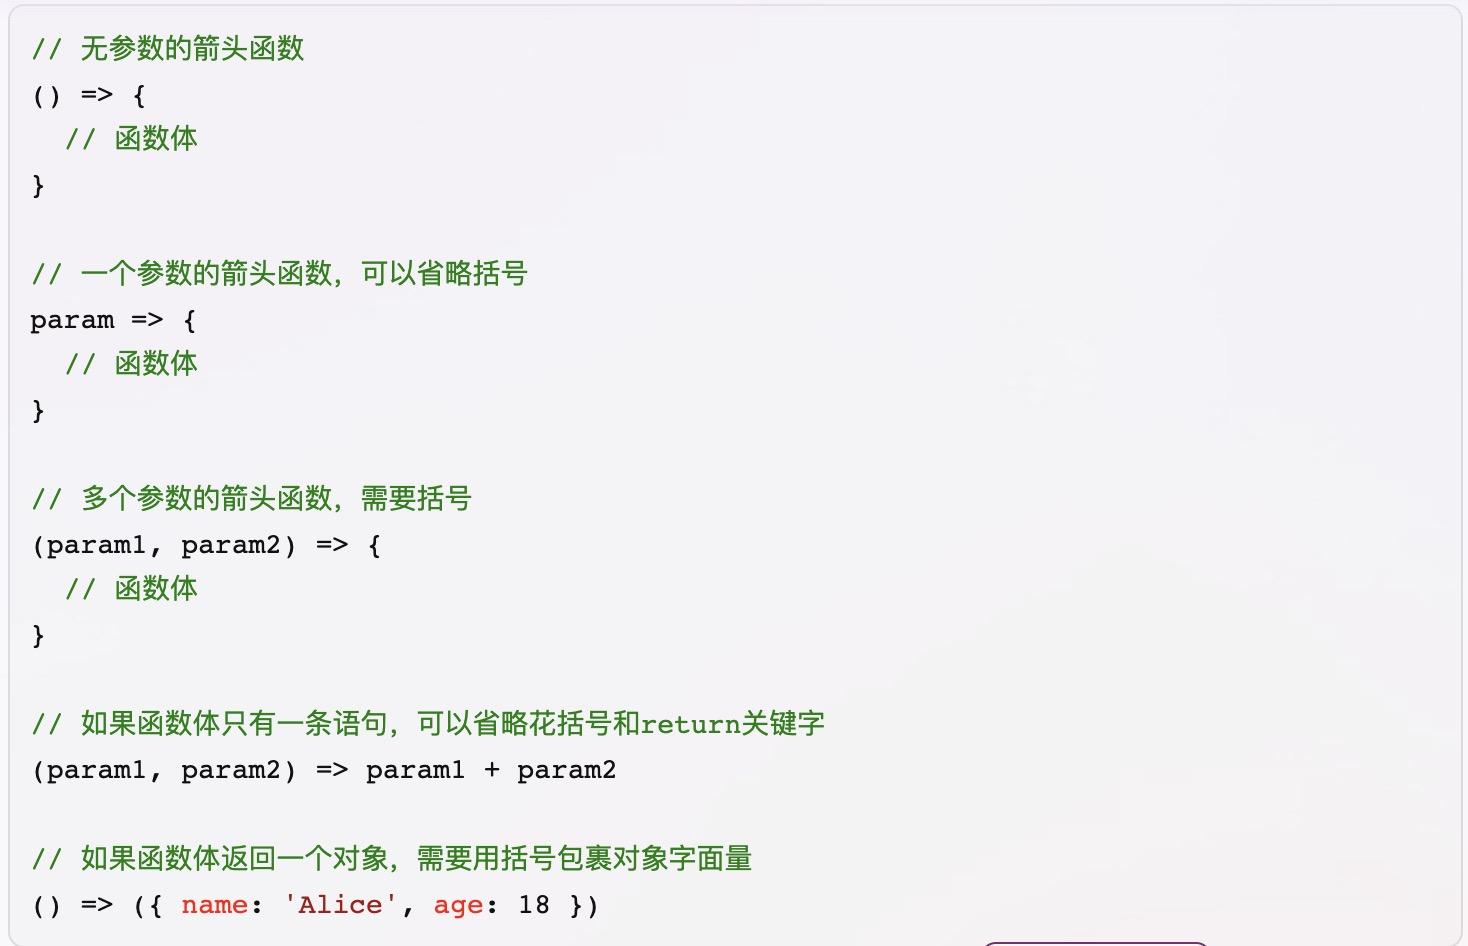 // 无参数的箭头函数
() => {
  // 函数体
}

// 一个参数的箭头函数，可以省略括号
param => {
  // 函数体
}

// 多个参数的箭头函数，需要括号
(param1, param2) => {
  // 函数体
}

// 如果函数体只有一条语句，可以省略花括号和return关键字
(param1, param2) => param1 + param2

// 如果函数体返回一个对象，需要用括号包裹对象字面量
() => ({ name: 'Alice', age: 18 })